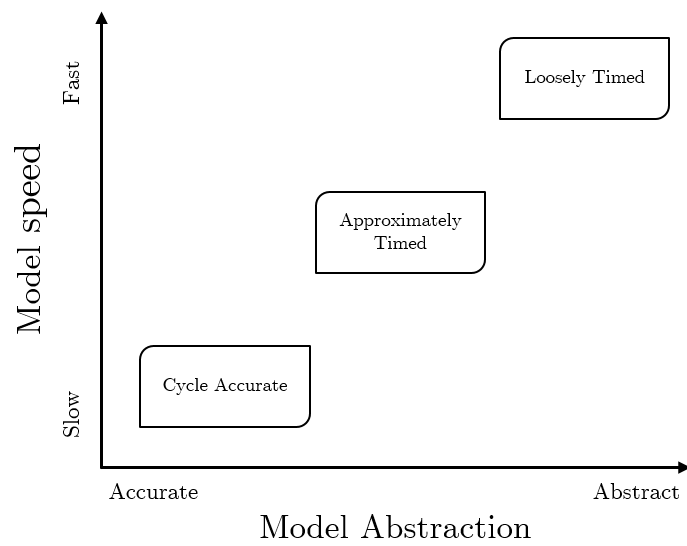 Fast
Loosely Timed
Model speed
Approximately
Timed
Cycle Accurate
Slow
Accurate
Abstract
Model Abstraction